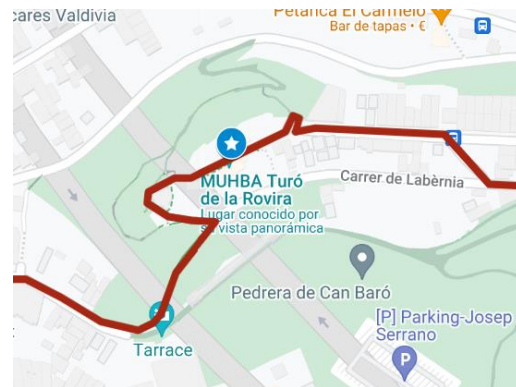 cares Valdivia
Petanca El Carmelo
Bar de tapas • €
MUHBA Turó
de la Rovira
Lugar conocido por
su vista panorámica
Carrer de Labèrnia
Pedrera de Can Baró
[P] Parking-Josep
Serrano
P
Tarrace